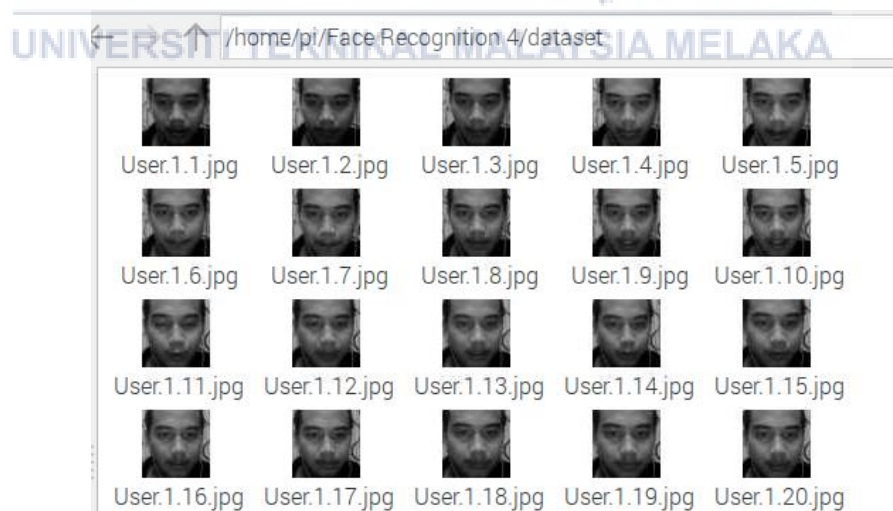 /home/pi/Face Recognition 4/dataset
UNIVERSITI TEKNIKAL MALAYSIA MELAKA
User.1.1.jpg User.1.2.jpg User.1.3.jpg User.1.4.jpg User.1.5.jpg
User.1.6.jpg User.1.7.jpg User.1.8.jpg User.1.9.jpg User.1.10.jpg
User.1.11.jpg User.1.12.jpg User.1.13.jpg User.1.14.jpg User.1.15.jpg
User.1.16.jpg User.1.17.jpg User.1.18.jpg User.1.19.jpg User.1.20.jpg